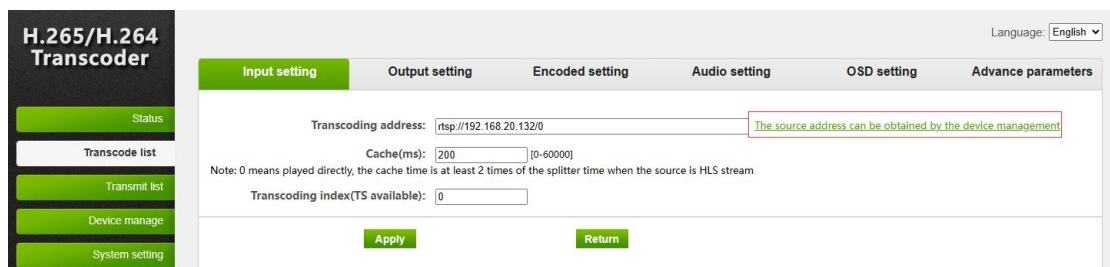 H.265/H.264
Transcoder
Language: English
Input setting Output setting Encoded setting Audio setting OSD setting Advance parameters
Status
Transcode list
Transmit list
Device manage
System setting
Transcoding address: rtsp://192.168.20.132/0 The source address can be obtained by the device management
Cache(ms): 200 [0-60000]
Note: 0 means played directly, the cache time is at least 2 times of the splitter time when the source is HLS stream
Transcoding index(TS available): 0
Apply Return